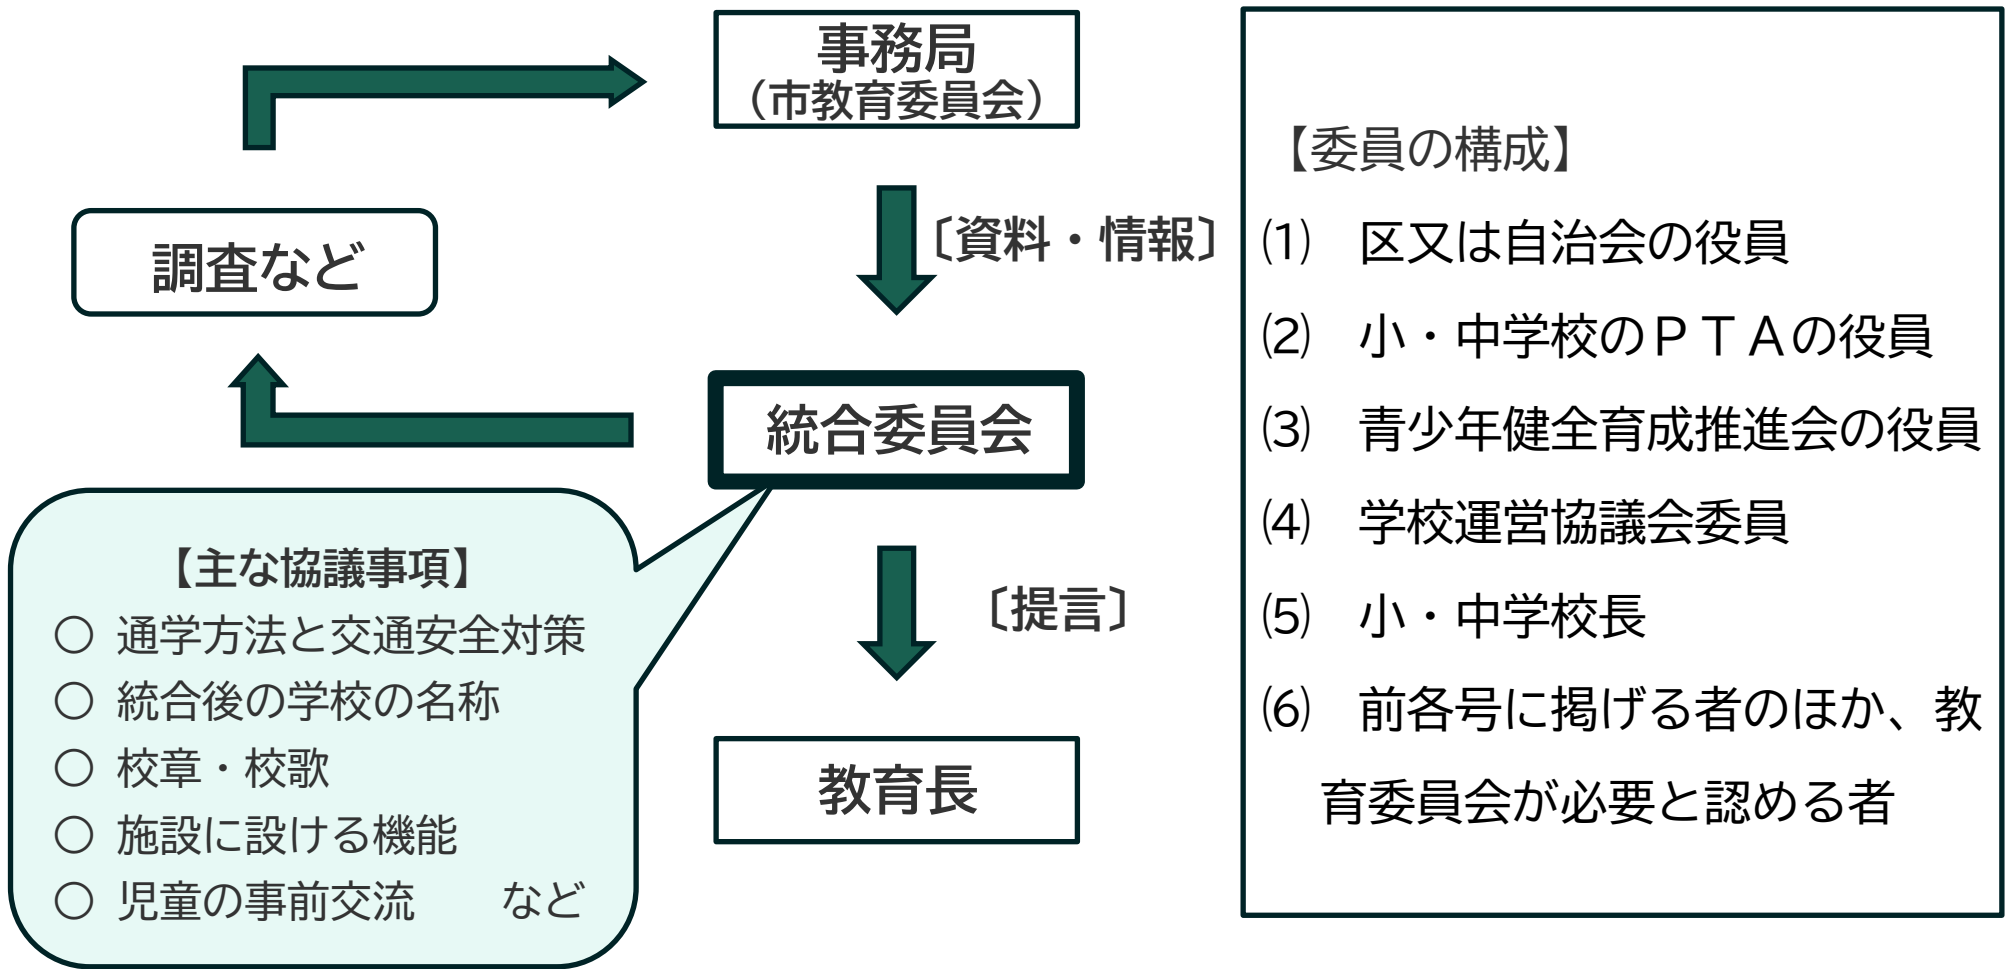 事務局
（市教育委員会）
〔資料・情報〕
調査など
統合委員会
【主な協議事項】
○ 通学方法と交通安全対策
○ 統合後の学校の名称
○ 校章・校歌
○ 施設に設ける機能
○ 児童の事前交流　　など
〔提言〕
教育長
【委員の構成】
⑴　区又は自治会の役員
⑵　小・中学校のＰＴＡの役員
⑶　青少年健全育成推進会の役員
⑷　学校運営協議会委員
⑸　小・中学校長
⑹　前各号に掲げる者のほか、教
育委員会が必要と認める者